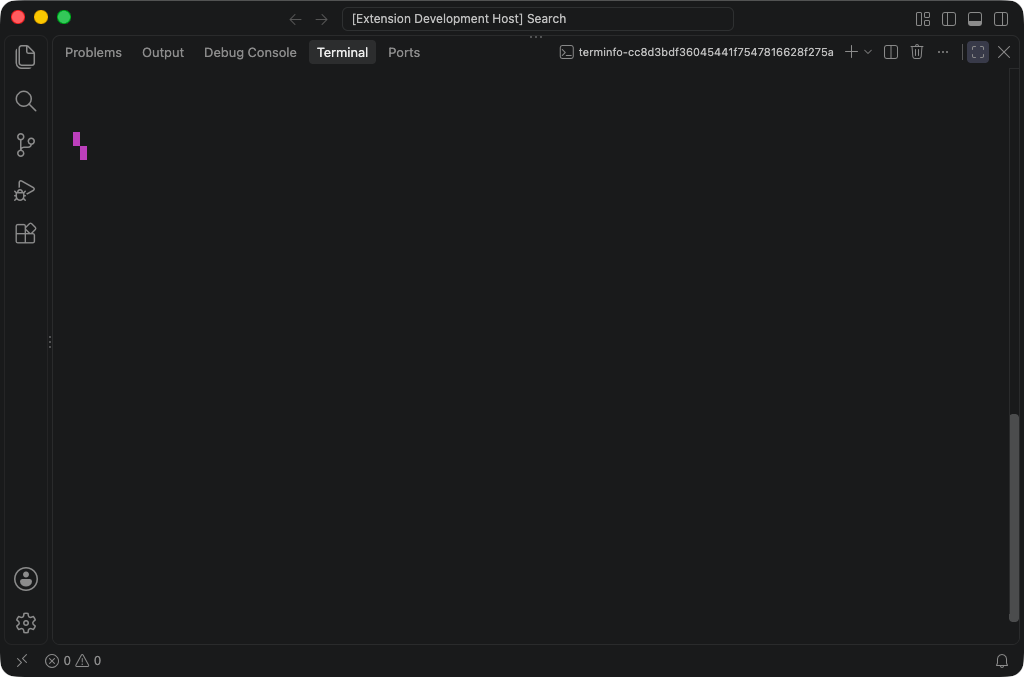 [Extension Development Host] Search
Problems Output Debug Console Terminal Ports terminfo-cc8d3bdf36045441f7547816628f275a
0 0